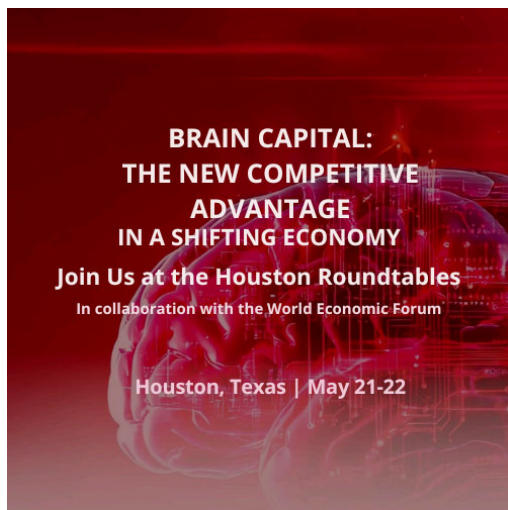 BRAIN CAPITAL:
THE NEW COMPETITIVE
ADVANTAGE
IN A SHIFTING ECONOMY
Join Us at the Houston Roundtables
In collaboration with the World Economic Forum
Houston, Texas | May 21-22